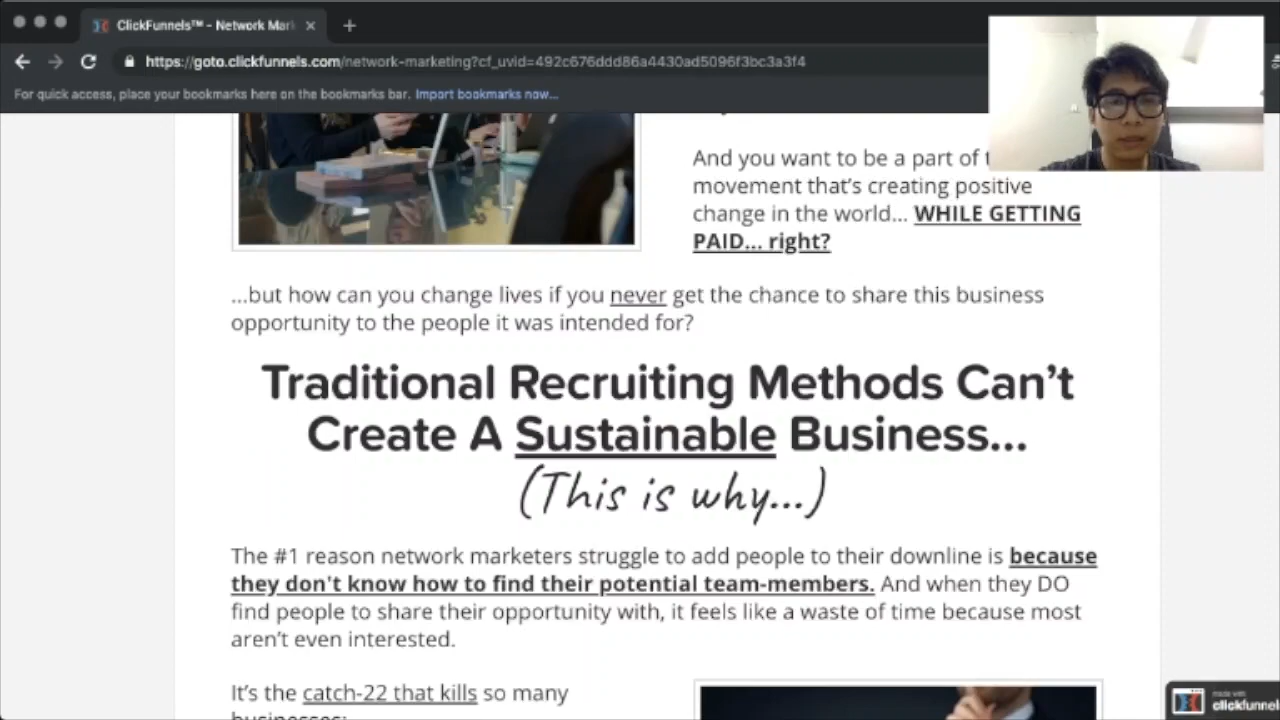 ClickFunnels™ - Network Mark
https://goto.clickfunnels.com/network-marketing?cf_uvid=492c676ddd86a4430ad5096f3bc3a3f4
For quick access, place your bookmarks here on the bookmarks bar. Import bookmarks now...
And you want to be a part of
movement that's creating positive
change in the world... WHILE GETTING
PAID... right?
...but how can you change lives if you never get the chance to share this business
opportunity to the people it was intended for?
Traditional Recruiting Methods Can't
Create A Sustainable Business...
(This is why...)
The #1 reason network marketers struggle to add people to their downline is because
they don't know how to find their potential team-members. And when they DO
find people to share their opportunity with, it feels like a waste of time because most
aren't even interested.
It's the catch-22 that kills so many
businesses:
made with
clickfunnels